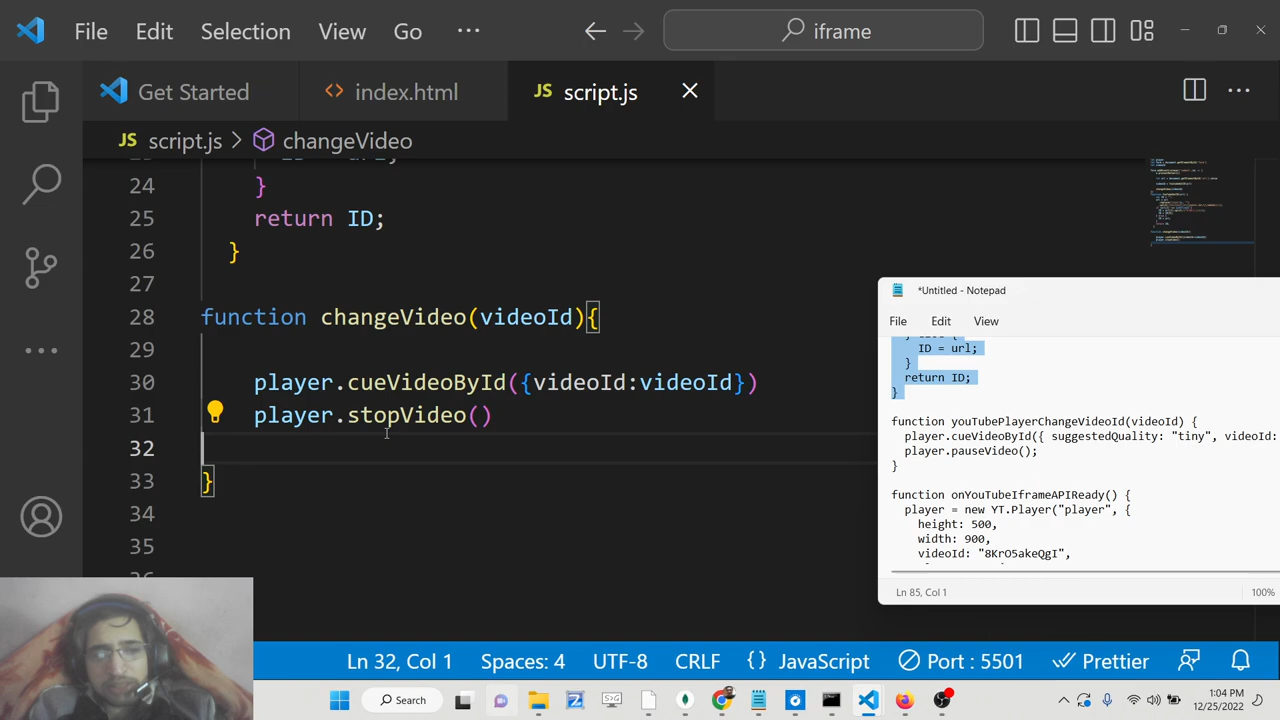 File Edit Selection View Go ... iframe
Get Started index.html JS script.js
JS script.js > changeVideo
24 }
25 return ID;
26 }
27
28 function changeVideo(videoId){
29
30 player.cueVideoById({videoId:videoId})
31 player.stopVideo()
32
33 }
34
35
*Untitled - Notepad
File Edit View
ID = url;
}
return ID;
}
function youTubePlayerChangeVideoId(videoId) {
player.cueVideoById({ suggestedQuality: "tiny", videoId:
player.pauseVideo();
}
function onYouTubeIframeAPIReady() {
player = new YT.Player("player", {
height: 500,
width: 900,
videoId: "8KrO5akeQgI",
Ln 85, Col 1 100%
Ln 32, Col 1 Spaces: 4 UTF-8 CRLF {} JavaScript Port : 5501 Prettier
Search
1:04 PM
12/25/2022